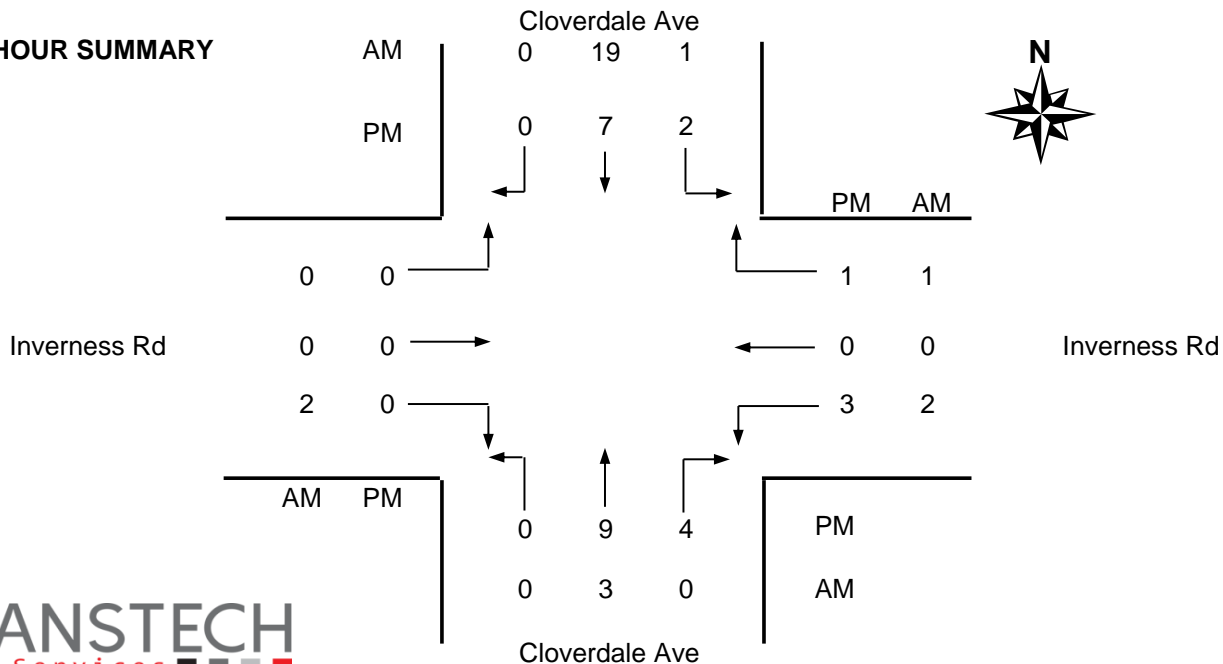 Cloverdale Ave
HOUR SUMMARY AM 0 19 1
N
PM 0 7 2
PM AM
0 0 1 1
Inverness Rd 0 0 0 0 Inverness Rd
2 0 3 2
AM PM
0 9 4 PM
0 3 0 AM
ANSTECH
Cloverdale Ave